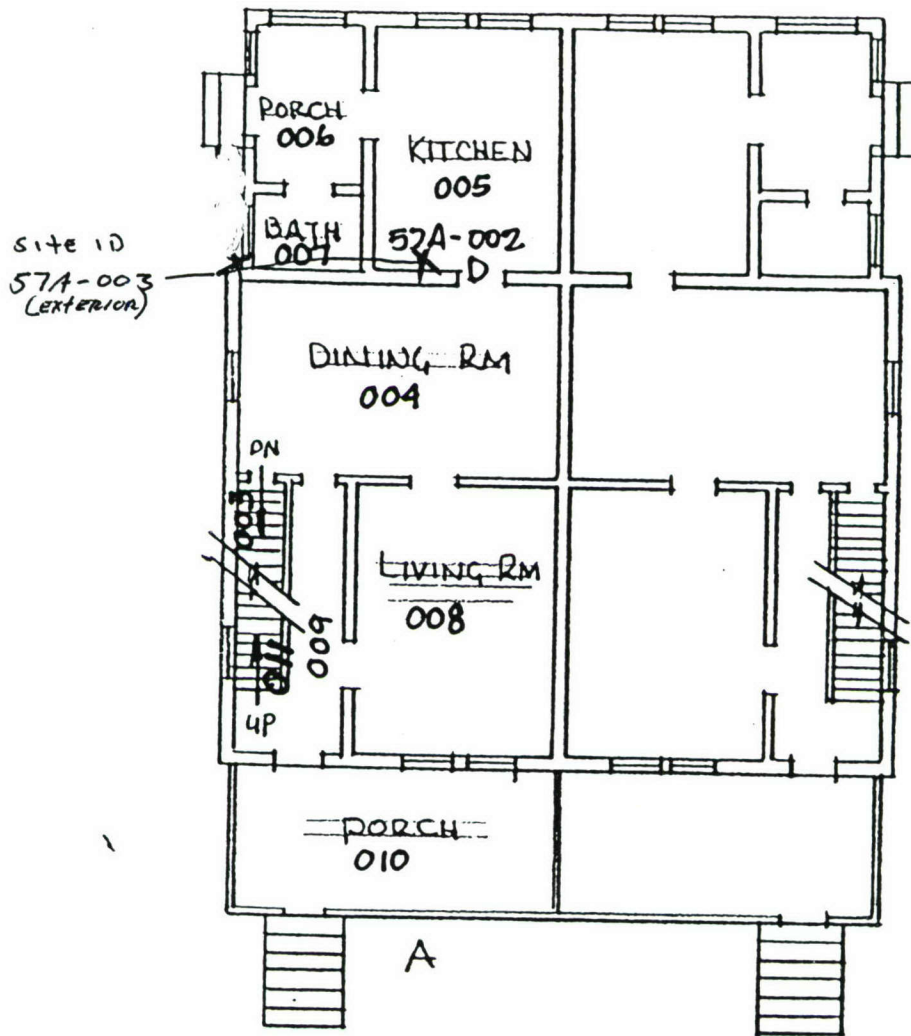 PORCH
006
KITCHEN
005
BATH
007
57A-002
D
Site ID
57A-003
(EXTERIOR)
DINING RM
004
DN
003
LIVING RM
008
009
011
UP
PORCH
010
A